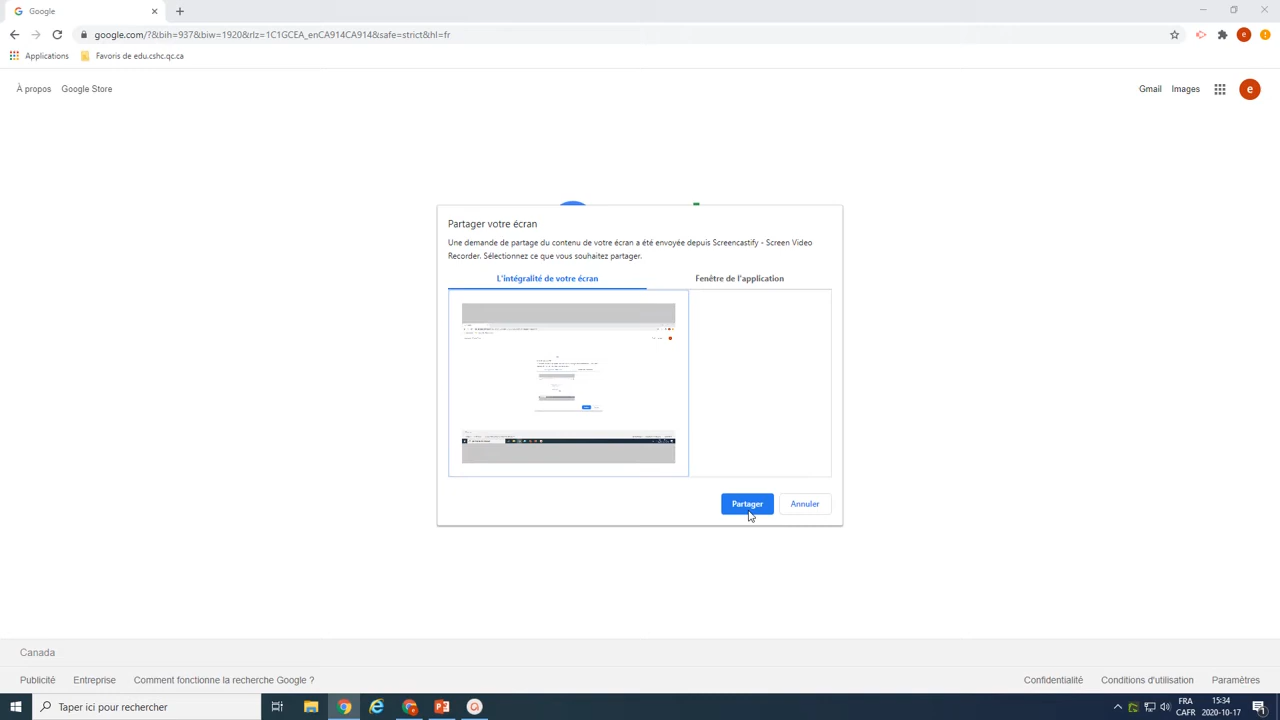 Google
google.com/?&bih=937&biw=1920&rlz=1C1GCEA_enCA914CA914&safe=strict&hl=fr
e
Applications
Favoris de edu.cshc.qc.ca
À propos
Google Store
Gmail
Images
e
Partager votre écran
Une demande de partage du contenu de votre écran a été envoyée depuis Screencastify - Screen Video
Recorder. Sélectionnez ce que vous souhaitez partager.
L'intégralité de votre écran
Fenêtre de l'application
Partager
Annuler
Canada
Publicité
Entreprise
Comment fonctionne la recherche Google ?
Confidentialité
Conditions d'utilisation
Paramètres
Taper ici pour rechercher
FRA
CAFR
15:34
2020-10-17
1